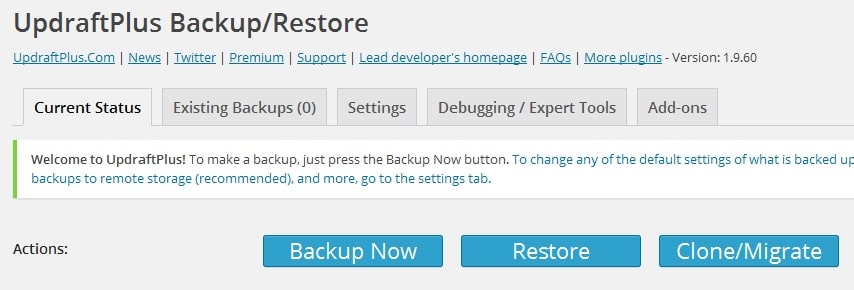 UpdraftPlus Backup/Restore
UpdraftPlus.Com | News | Twitter | Premium | Support | Lead developer's homepage | FAQs | More plugins - Version: 1.9.60
Current Status Existing Backups (0) Settings Debugging / Expert Tools Add-ons
Welcome to UpdraftPlus! To make a backup, just press the Backup Now button. To change any of the default settings of what is backed up
backups to remote storage (recommended), and more, go to the settings tab.
Actions: Backup Now Restore Clone/Migrate